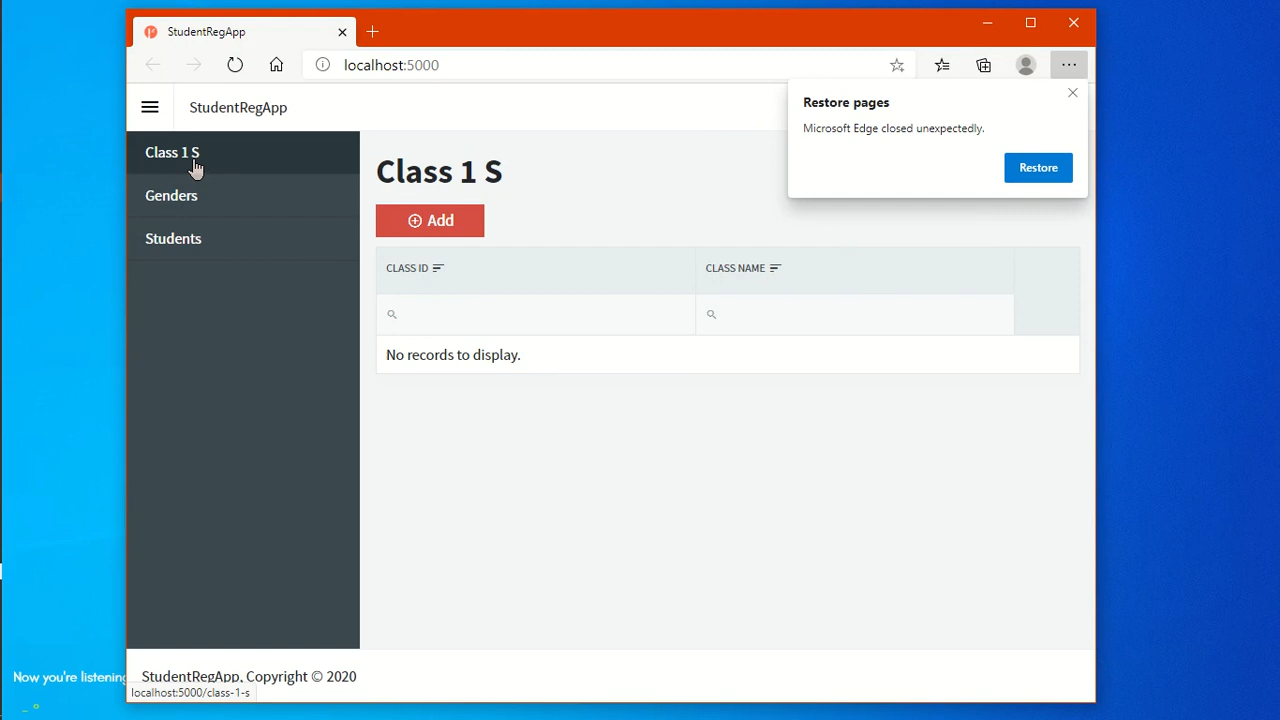 StudentRegApp
localhost:5000
StudentRegApp
Restore pages
Microsoft Edge closed unexpectedly.
Restore
Class 1 S
Genders
Students
Class 1 S
Add
CLASS ID
CLASS NAME
No records to display.
Now you're listening
StudentRegApp, Copyright © 2020
localhost:5000/class-1-s